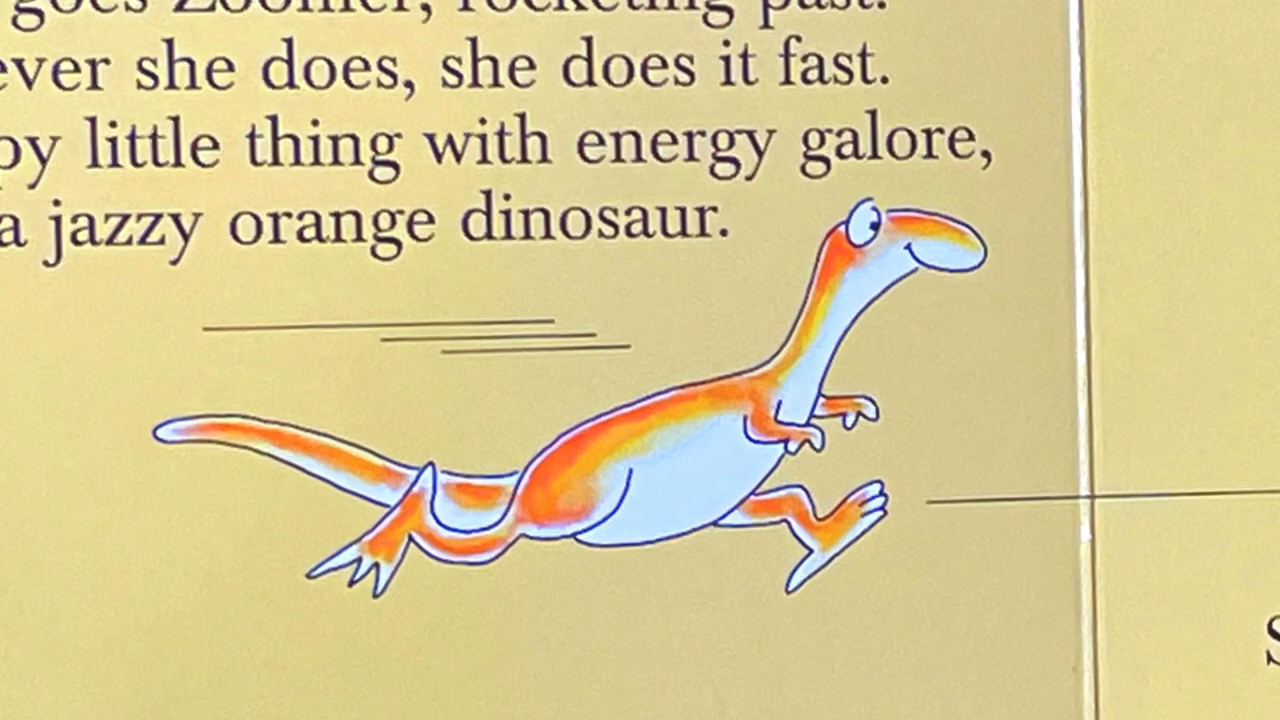 goes Zoomer, rocketing past.
ever she does, she does it fast.
py little thing with energy galore,
a jazzy orange dinosaur.
S